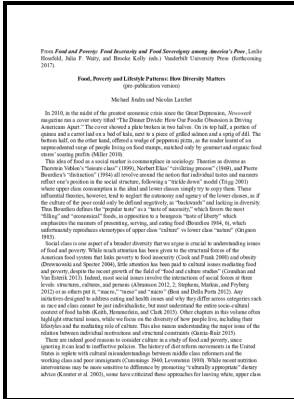 From Food and Poverty: Food Insecurity and Food Sovereignty among America's Poor, Leslie
Hossfeld, Julia F. Waity, and Brooke Kelly (eds.) Vanderbilt University Press (forthcoming
2017).
Food, Poverty and Lifestyle Patterns: How Diversity Matters
(pre-publication version)
Michael Jindra and Nicolas Larchet
In 2010, in the midst of the greatest economic crisis since the Great Depression, Newsweek
magazine ran a cover story titled "The Dinner Divide: How Our Foodie Obsession is Driving
Americans Apart." The cover showed a plate broken in two halves. On its top half, a portion of
quinoa and a carrot laid on a bed of kale, next to a piece of grilled salmon and a sprig of dill. The
bottom half, on the other hand, offered a wedge of pepperoni pizza, as the reader learnt of an
unprecedented range of people living on food stamps, matched only by gourmet and organic food
stores' soaring profits (Miller 2010).
The idea of food as a social marker is commonplace in sociology. Theories as diverse as
Thorstein Veblen's "leisure class" (1899), Norbert Elias' "civilizing process" (1969), and Pierre
Bourdieu's "distinction" (1984) all revolve around the notion that individual tastes and manners
reflect one's position in the social structure, following a "trickle-down" model (Trigg 2001)
where upper class consumption is the ideal and lower classes simply try to copy them. These
influential theories, however, tend to neglect the autonomy and agency of the lower classes, as if
the culture of the poor could only be defined negatively, as "backwards" and lacking in diversity.
Thus Bourdieu defines the "popular taste" as a "taste of necessity," which favors the most
"filling" and "economical" foods, in opposition to a bourgeois "taste of liberty" which
emphasizes the manners of presenting, serving, and eating food (Bourdieu 1994, 6), which
unfortunately reproduces stereotypes of upper class "culture" vs lower class "nature" (Grignon
1985).
Social class is one aspect of a broader diversity that we argue is crucial to understanding issues
of food and poverty. While much attention has been given to the structural forces of the
American food system that lead poverty to food insecurity (Cook and Frank 2008) and obesity
(Drewnowski and Specter 2004), little attention has been paid to cultural issues mediating food
and poverty, despite the recent growth of the field of "food and culture studies" (Counihan and
Van Esterik 2013). Indeed, most social issues involve the interactions of social forces at three
levels: structures, cultures, and persons (Abramson 2012, 2; Stephens, Markus, and Fryberg
2012) or as others put it, "macro," "meso" and "micro" (Bosi and Della Porta 2012). Any
initiatives designed to address eating and health issues and why they differ across categories such
as race and class cannot be just individualistic, but must understand the entire socio-cultural
context of food habits (Keith, Hemmerlein, and Clark 2015). Other chapters in this volume often
highlight structural issues, while we focus on the diversity of how people live, including their
lifestyles and the mediating role of culture. This also means understanding the major issue of the
relation between individual motivations and structural constraints (Garcia-Ruiz 2015).
There are indeed good reasons to consider culture in a study of food and poverty, since
ignoring it can lead to ineffective policies. The history of diet reform movements in the United
States is replete with cultural misunderstandings between middle class reformers and the
working class and poor immigrants (Cummings 1940; Levenstein 1980). While recent nutrition
interventions may be more sensitive to difference by promoting "culturally appropriate" dietary
advice (Kreuter et al. 2003), some have criticized these approaches for leaving white, upper class